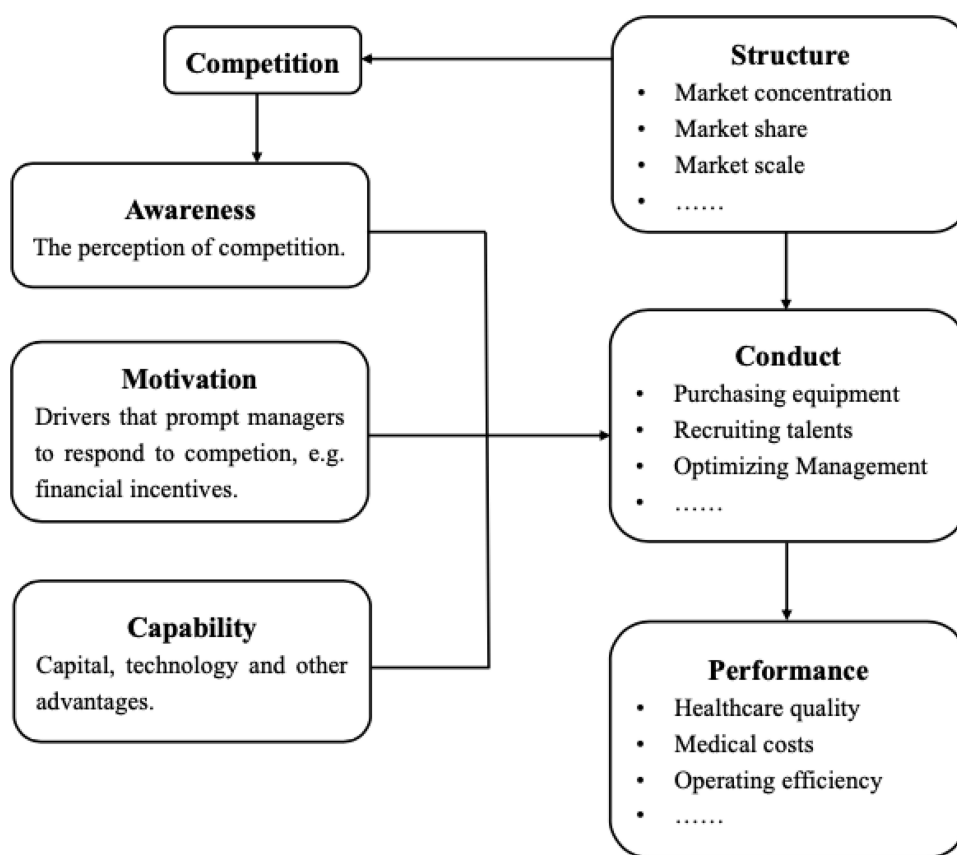 Competition
Awareness
The perception of competition.
Motivation
Drivers that prompt managers
to respond to competion, e.g.
financial incentives.
Capability
Capital, technology and other
advantages.
Structure
• Market concentration
• Market share
• Market scale
• ......
Conduct
• Purchasing equipment
• Recruiting talents
• Optimizing Management
• ......
Performance
• Healthcare quality
• Medical costs
• Operating efficiency
• ......